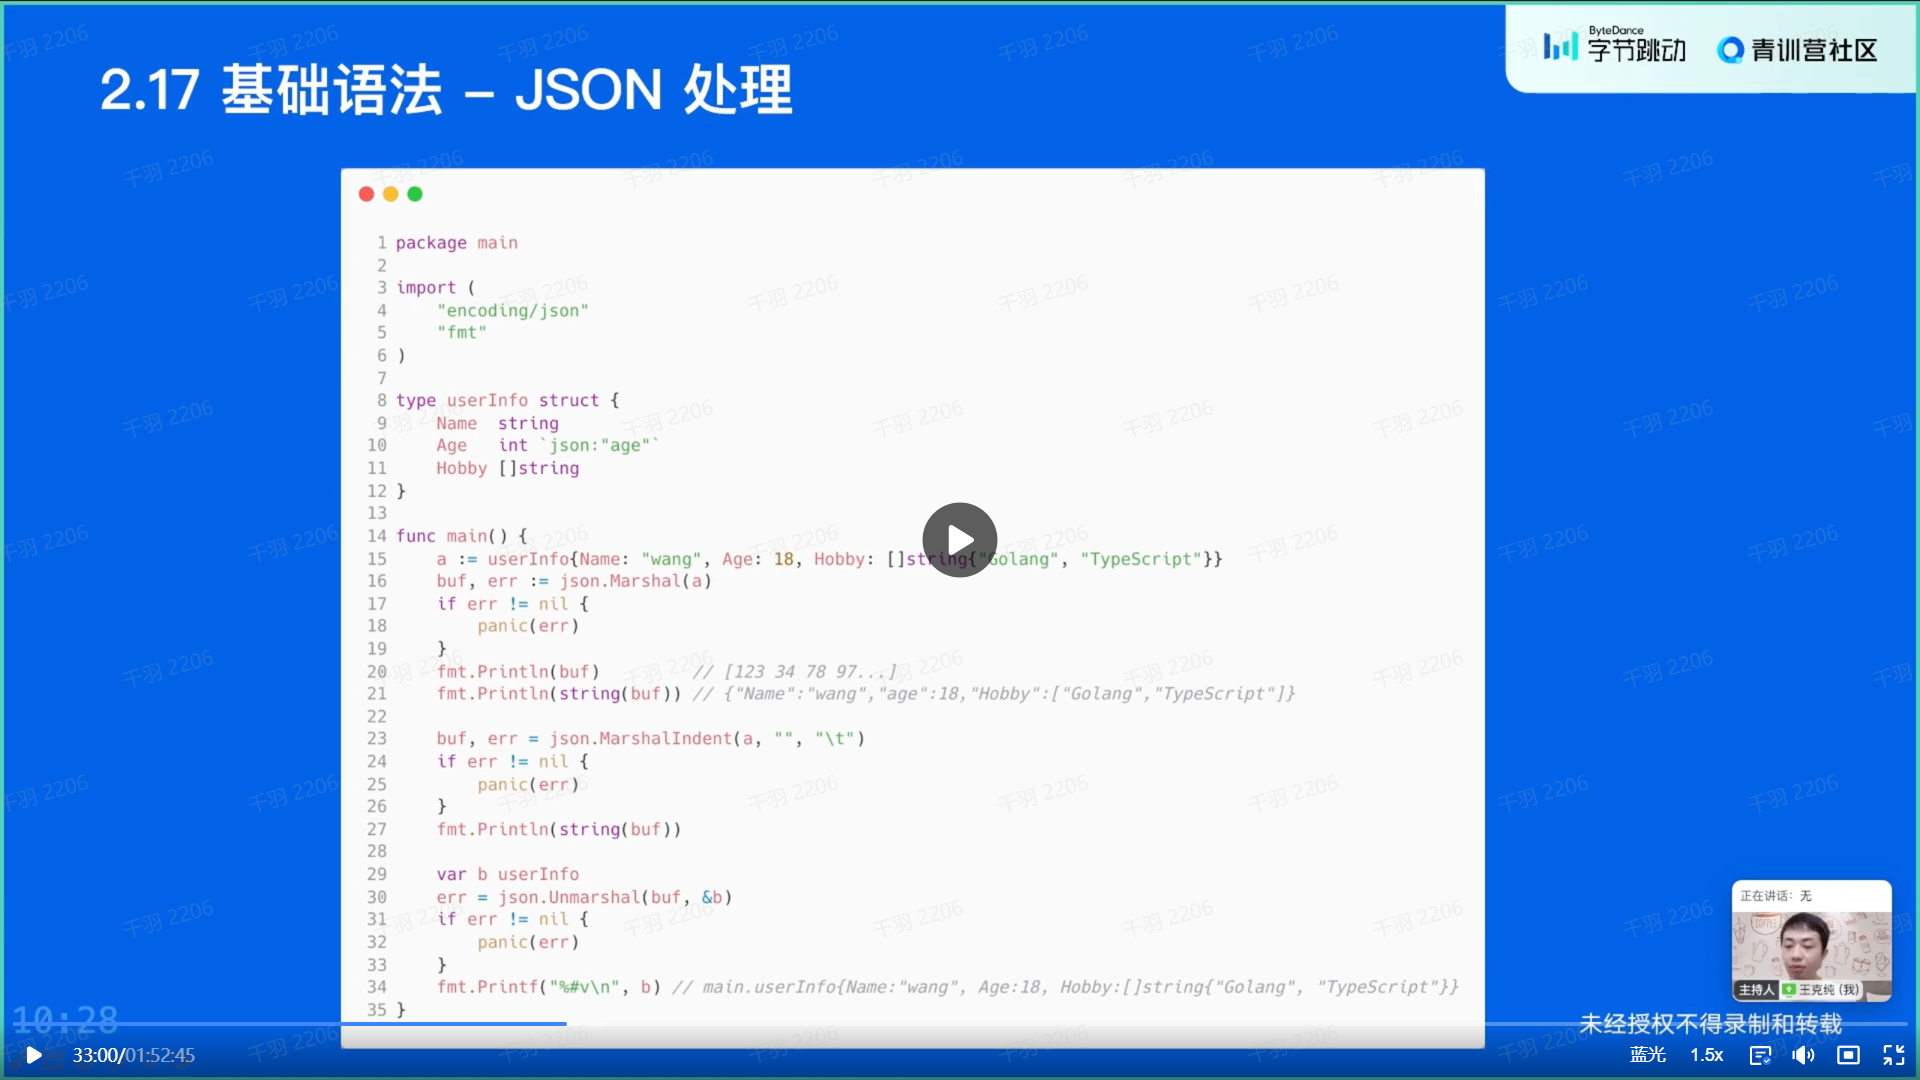 2.17 基础语法 – JSON 处理
ByteDance
字节跳动
青训营社区
1 package main
2
3 import (
4 "encoding/json"
5 "fmt"
6 )
7
8 type userInfo struct {
9 Name string
10 Age int `json:"age"`
11 Hobby []string
12 }
13
14 func main() {
15 a := userInfo{Name: "wang", Age: 18, Hobby: []string{"Golang", "TypeScript"}}
16 buf, err := json.Marshal(a)
17 if err != nil {
18 panic(err)
19 }
20 fmt.Println(buf) // [123 34 78 97...]
21 fmt.Println(string(buf)) // {"Name":"wang","age":18,"Hobby":["Golang","TypeScript"]}
22
23 buf, err = json.MarshalIndent(a, "", "\t")
24 if err != nil {
25 panic(err)
26 }
27 fmt.Println(string(buf))
28
29 var b userInfo
30 err = json.Unmarshal(buf, &b)
31 if err != nil {
32 panic(err)
33 }
34 fmt.Printf("%#v\n", b) // main.userInfo{Name:"wang", Age:18, Hobby:[]string{"Golang", "TypeScript"}}
35 }
正在讲话: 无
主持人 王克纯 (我)
10:28
未经授权不得录制和转载
33:00/01:52:45
蓝光 1.5x
千羽 2206